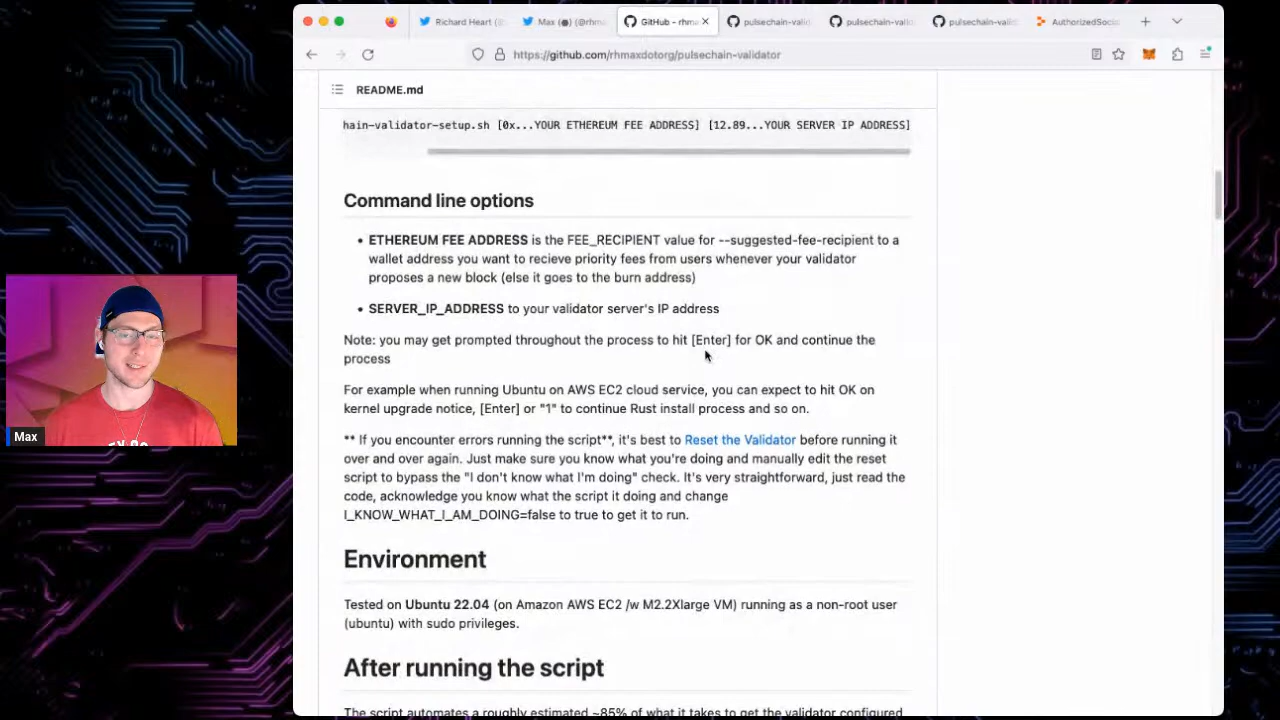 Richard Heart (
Max (
) (@rhma
GitHub - rhma
pulsechain-valid
pulsechain-valid
pulsechain-valid
AuthorizedSocia
https://github.com/rhmaxdotorg/pulsechain-validator
README.md
hain-validator-setup.sh [0x...YOUR ETHEREUM FEE ADDRESS] [12.89...YOUR SERVER IP ADDRESS]
Command line options
• ETHEREUM FEE ADDRESS is the FEE_RECIPIENT value for --suggested-fee-recipient to a
wallet address you want to recieve priority fees from users whenever your validator
proposes a new block (else it goes to the burn address)
• SERVER_IP_ADDRESS to your validator server's IP address
Note: you may get prompted throughout the process to hit [Enter] for OK and continue the
process
For example when running Ubuntu on AWS EC2 cloud service, you can expect to hit OK on
kernel upgrade notice, [Enter] or "1" to continue Rust install process and so on.
** If you encounter errors running the script**, it's best to Reset the Validator before running it
over and over again. Just make sure you know what you're doing and manually edit the reset
script to bypass the "I don't know what I'm doing" check. It's very straightforward, just read the
code, acknowledge you know what the script it doing and change
I_KNOW_WHAT_I_AM_DOING=false to true to get it to run.
Environment
Tested on Ubuntu 22.04 (on Amazon AWS EC2 /w M2.2Xlarge VM) running as a non-root user
(ubuntu) with sudo privileges.
After running the script
The script automates a roughly estimated ~85% of what it takes to get the validator configured
Max